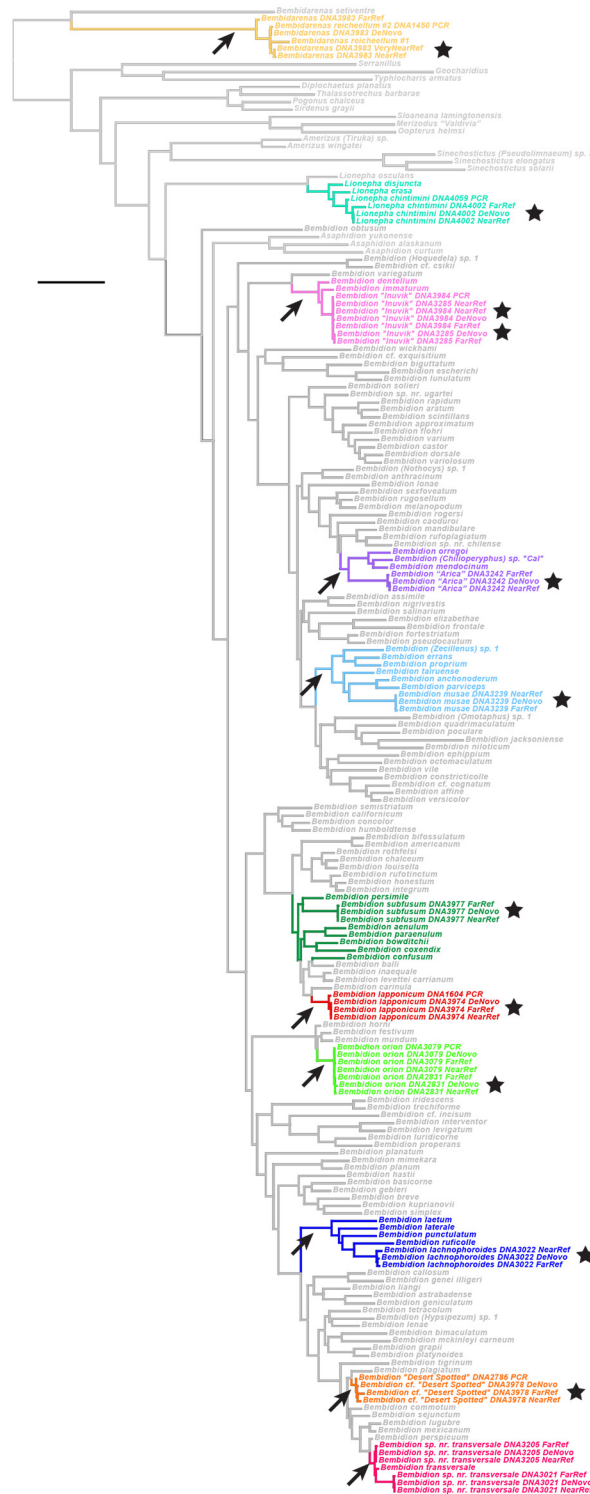 Bembidarenas setiventre
Bembidarenas DNA3983 FarRef
Bembidarenas reicheellum #2 DNA1450 PCR
Bembidarenas DNA3983 DeNovo
Bembidarenas reicheellum #1
Bembidarenas DNA3983 VeryNearRef
Bembidarenas DNA3983 NearRef
Serranillus
Geocharidius
Typhlocharis armatus
Diplochaetus planatus
Thalassotrechus barbarae
Pogonus chalceus
Sirdenus grayii
Sloaneana lamingtonensis
Merizodus "Valdivia"
Oopterus helmsi
Amerizus (Tiruka) sp.
Amerizus wingatei
Sinechostictus (Pseudolimnaeum) sp.
Sinechostictus elongatus
Sinechostictus solarii
Lionepha osculans
Lionepha disjuncta
Lionepha erasa
Lionepha chintimini DNA4059 PCR
Lionepha chintimini DNA4002 FarRef
Lionepha chintimini DNA4002 DeNovo
Lionepha chintimini DNA4002 NearRef
Bembidion obtusum
Asaphidion yukonense
Asaphidion alaskanum
Asaphidion curtum
Bembidion (Hoquedela) sp. 1
Bembidion cf. csikii
Bembidion variegatum
Bembidion dentellum
Bembidion immaturum
Bembidion "Inuvik" DNA3984 PCR
Bembidion "Inuvik" DNA3285 NearRef
Bembidion "Inuvik" DNA3984 NearRef
Bembidion "Inuvik" DNA3984 DeNovo
Bembidion "Inuvik" DNA3984 FarRef
Bembidion "Inuvik" DNA3285 DeNovo
Bembidion "Inuvik" DNA3285 FarRef
Bembidion wickhami
Bembidion cf. exquisitium
Bembidion biguttatum
Bembidion escherichi
Bembidion lunulatum
Bembidion solieri
Bembidion sp. nr. ugartei
Bembidion rapidum
Bembidion aratum
Bembidion scintillans
Bembidion approximatum
Bembidion flohri
Bembidion varium
Bembidion castor
Bembidion dorsale
Bembidion variolosum
Bembidion (Nothocys) sp. 1
Bembidion anthracinum
Bembidion lonae
Bembidion sexfoveatum
Bembidion rugosellum
Bembidion melanopodum
Bembidion rogersi
Bembidion caoduroi
Bembidion mandibulare
Bembidion rufoplagiatum
Bembidion sp. nr. chilense
Bembidion orregoi
Bembidion (Chilioperyphus) sp. "Cal"
Bembidion mendocinum
Bembidion "Arica" DNA3242 FarRef
Bembidion "Arica" DNA3242 DeNovo
Bembidion "Arica" DNA3242 NearRef
Bembidion assimile
Bembidion nigrivestis
Bembidion salinarium
Bembidion elizabethae
Bembidion frontale
Bembidion fortestriatum
Bembidion pseudocautum
Bembidion (Zecillenus) sp. 1
Bembidion errans
Bembidion proprium
Bembidion tairuense
Bembidion anchonoderum
Bembidion parviceps
Bembidion musae DNA3239 NearRef
Bembidion musae DNA3239 DeNovo
Bembidion musae DNA3239 FarRef
Bembidion (Omotaphus) sp. 1
Bembidion quadrimaculatum
Bembidion poculare
Bembidion jacksoniense
Bembidion niloticum
Bembidion ephippium
Bembidion octomaculatum
Bembidion vile
Bembidion constricticolle
Bembidion cf. cognatum
Bembidion affine
Bembidion versicolor
Bembidion semistriatum
Bembidion californicum
Bembidion concolor
Bembidion humboldtense
Bembidion bifossulatum
Bembidion americanum
Bembidion rothfelsi
Bembidion chalceum
Bembidion louisella
Bembidion rufotinctum
Bembidion honestum
Bembidion integrum
Bembidion persimile
Bembidion subfusum DNA3977 FarRef
Bembidion subfusum DNA3977 DeNovo
Bembidion subfusum DNA3977 NearRef
Bembidion aenulum
Bembidion paraenulum
Bembidion bowditchii
Bembidion coxendix
Bembidion confusum
Bembidion balli
Bembidion inaequale
Bembidion levettei carrianum
Bembidion carinula
Bembidion lapponicum DNA1604 PCR
Bembidion lapponicum DNA3974 DeNovo
Bembidion lapponicum DNA3974 FarRef
Bembidion lapponicum DNA3974 NearRef
Bembidion horni
Bembidion festivum
Bembidion mundum
Bembidion orion DNA3079 PCR
Bembidion orion DNA3079 DeNovo
Bembidion orion DNA3079 FarRef
Bembidion orion DNA3079 NearRef
Bembidion orion DNA2831 FarRef
Bembidion orion DNA2831 DeNovo
Bembidion orion DNA2831 NearRef
Bembidion iridescens
Bembidion trechiforme
Bembidion cf. incisum
Bembidion interventor
Bembidion levigatum
Bembidion luridicorne
Bembidion properans
Bembidion planatum
Bembidion mimekara
Bembidion planum
Bembidion hastii
Bembidion basicorne
Bembidion gebleri
Bembidion breve
Bembidion kuprianovii
Bembidion simplex
Bembidion laetum
Bembidion laterale
Bembidion punctulatum
Bembidion ruficolle
Bembidion lachnophoroides DNA3022 NearRef
Bembidion lachnophoroides DNA3022 DeNovo
Bembidion lachnophoroides DNA3022 FarRef
Bembidion callosum
Bembidion genei illigeri
Bembidion liangi
Bembidion astrabadense
Bembidion geniculatum
Bembidion tetracolum
Bembidion (Hypsipezum) sp. 1
Bembidion lenae
Bembidion bimaculatum
Bembidion mckinleyi carneum
Bembidion grapii
Bembidion platynoides
Bembidion tigrinum
Bembidion plagiatum
Bembidion "Desert Spotted" DNA2786 PCR
Bembidion cf. "Desert Spotted" DNA3978 DeNovo
Bembidion cf. "Desert Spotted" DNA3978 FarRef
Bembidion cf. "Desert Spotted" DNA3978 NearRef
Bembidion commotum
Bembidion sejunctum
Bembidion lugubre
Bembidion mexicanum
Bembidion perspicuum
Bembidion sp. nr. transversale DNA3205 FarRef
Bembidion sp. nr. transversale DNA3205 DeNovo
Bembidion sp. nr. transversale DNA3205 NearRef
Bembidion transversale
Bembidion sp. nr. transversale DNA3021 FarRef
Bembidion sp. nr. transversale DNA3021 DeNovo
Bembidion sp. nr. transversale DNA3021 NearRef